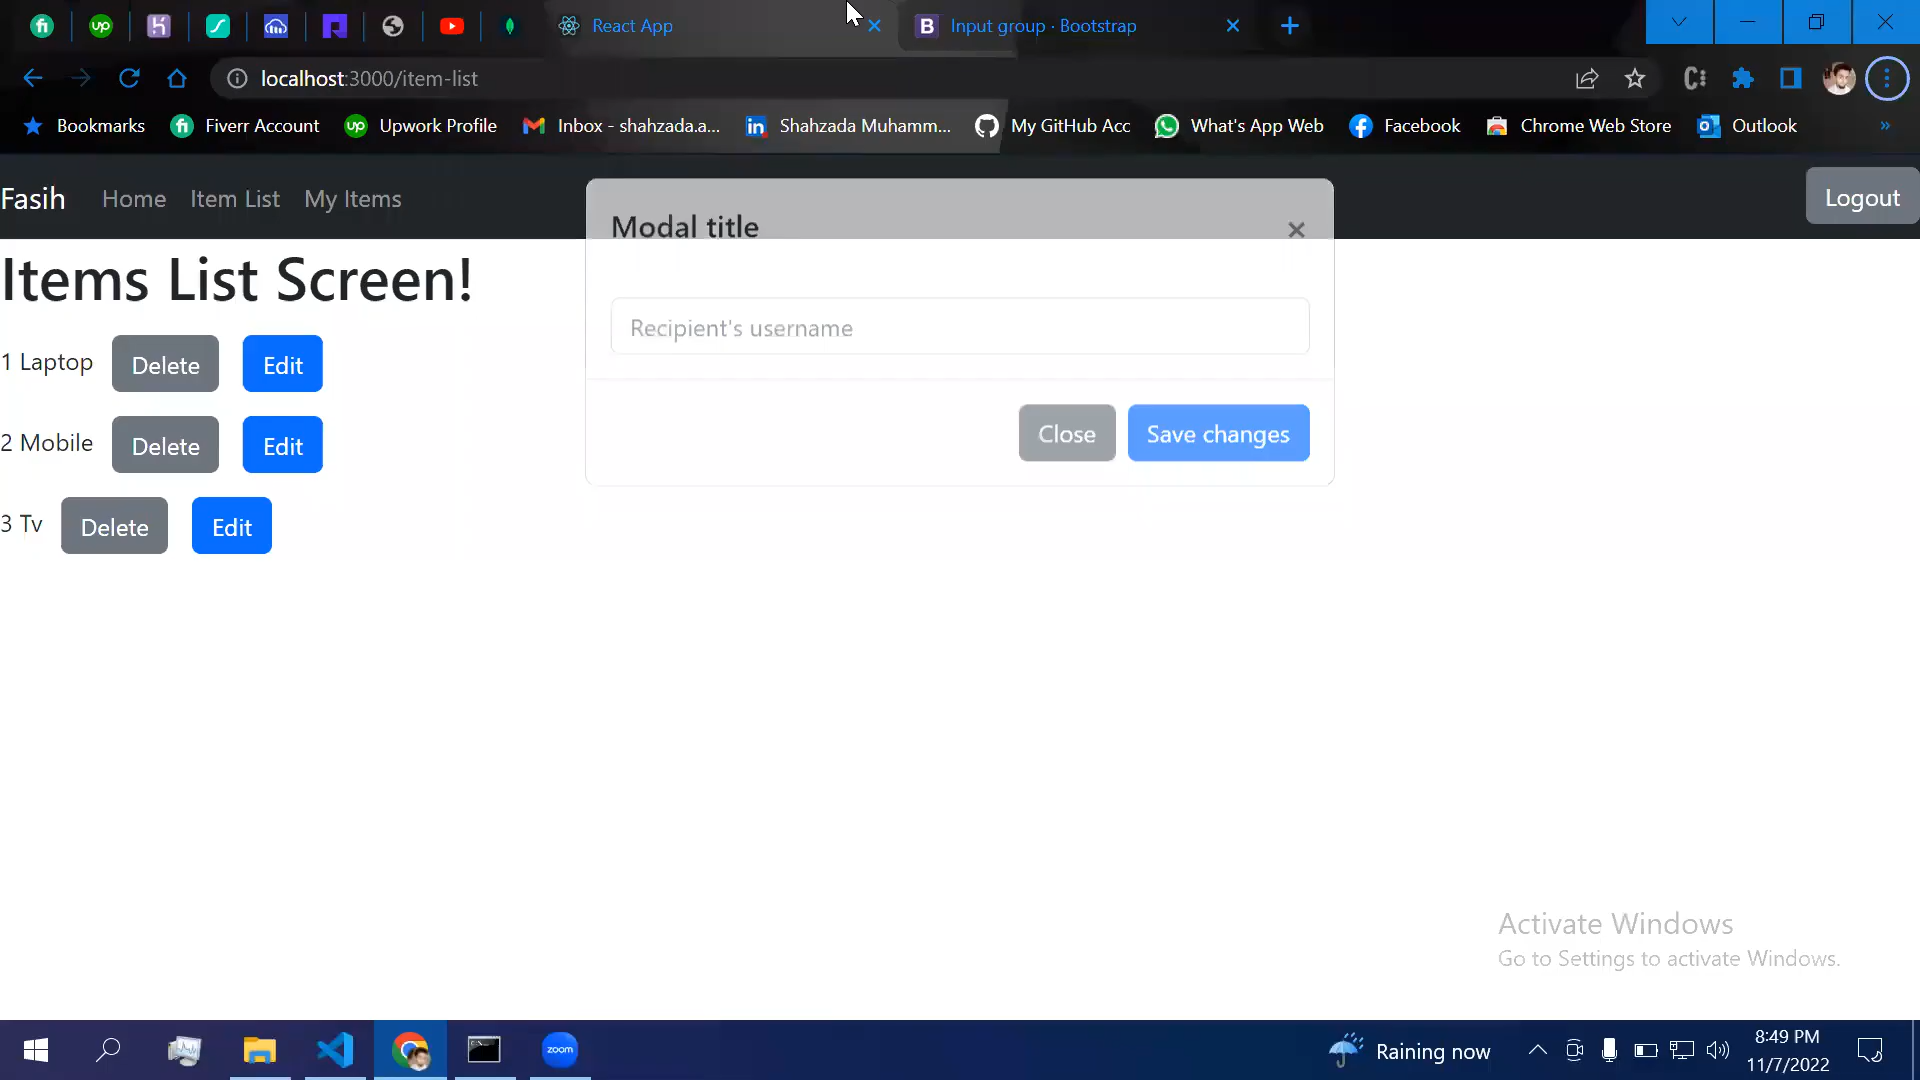 React App
Input group · Bootstrap
localhost:3000/item-list
Bookmarks
Fiverr Account
Upwork Profile
Inbox - shahzada.a...
Shahzada Muhamm...
My GitHub Acc
What's App Web
Facebook
Chrome Web Store
Outlook
Fasih
Home
Item List
My Items
Logout
Modal title
Items List Screen!
Recipient's username
1 Laptop Delete Edit
Close Save changes
2 Mobile Delete Edit
3 Tv Delete Edit
Activate Windows
Go to Settings to activate Windows.
zoom
Raining now
8:49 PM
11/7/2022